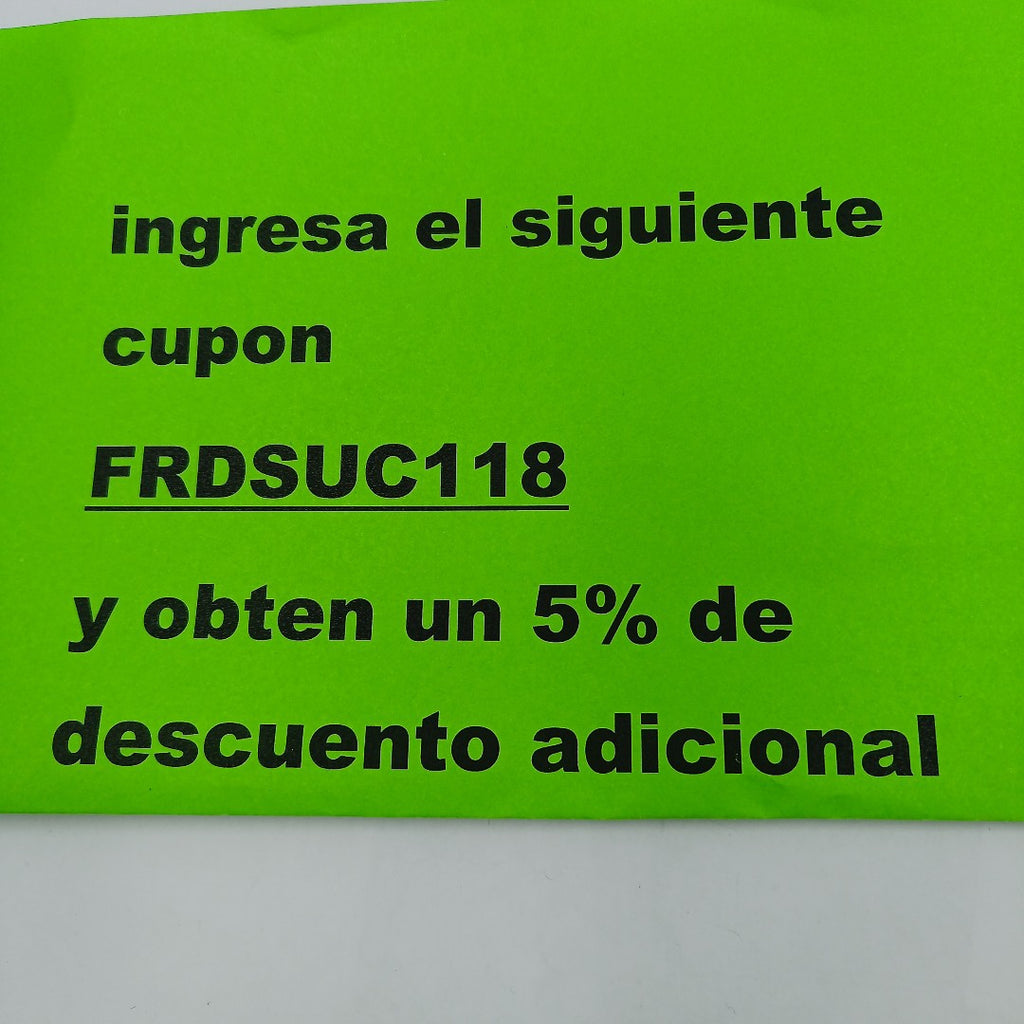 ingresa el siguiente
cupon
FRDSUC118
y obten un 5% de
descuento adicional